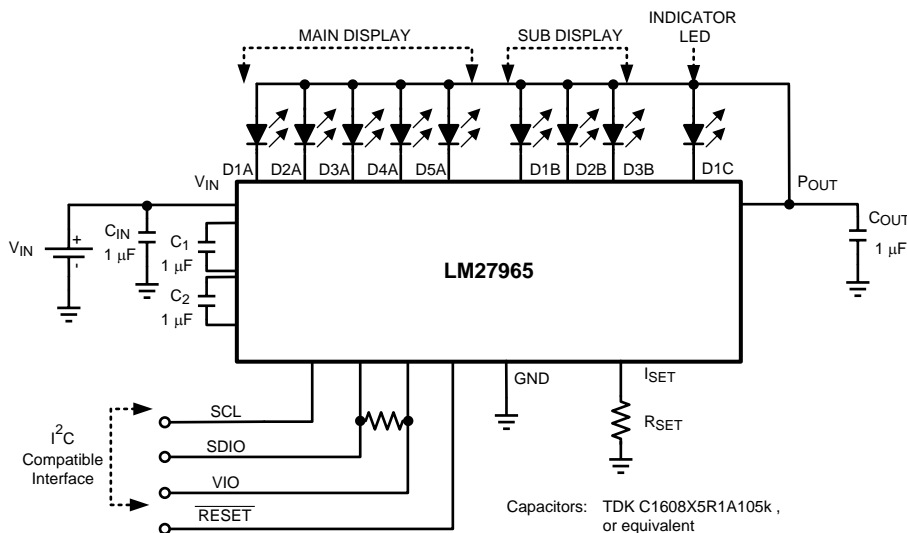 MAIN DISPLAY
SUB DISPLAY
INDICATOR
LED
D1A
D2A
D3A
D4A
D5A
D1B
D2B
D3B
D1C
VIN
POUT
VIN
+
-
CIN
1 μF
C1
1 μF
C2
1 μF
LM27965
COUT
1 μF
GND
ISET
RSET
I2C
Compatible
Interface
SCL
SDIO
VIO
RESET
Capacitors: TDK C1608X5R1A105k ,
or equivalent